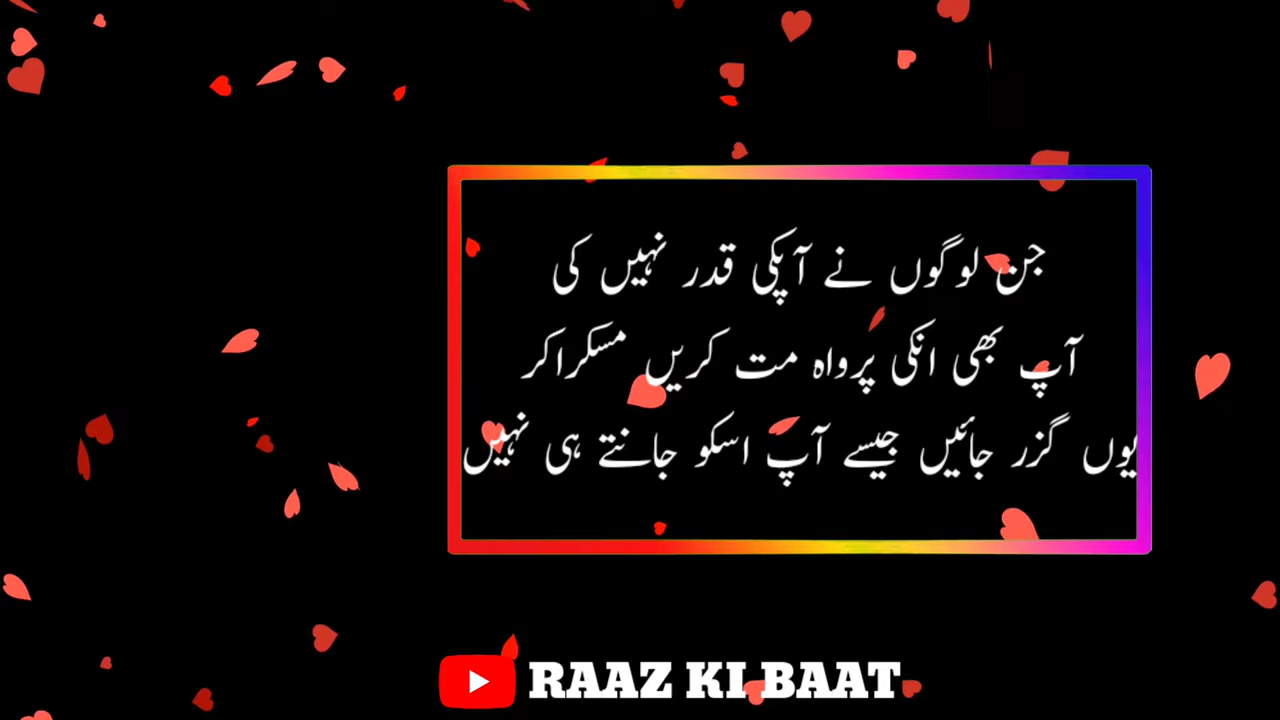 جن لوگوں نے آپکی قدر نہیں کی
آپ بھی انکی پرواہ مت کریں مسکراکر
یوں گزر جائیں جیسے آپ اسکو جانتے ہی نہیں
RAAZ KI BAAT